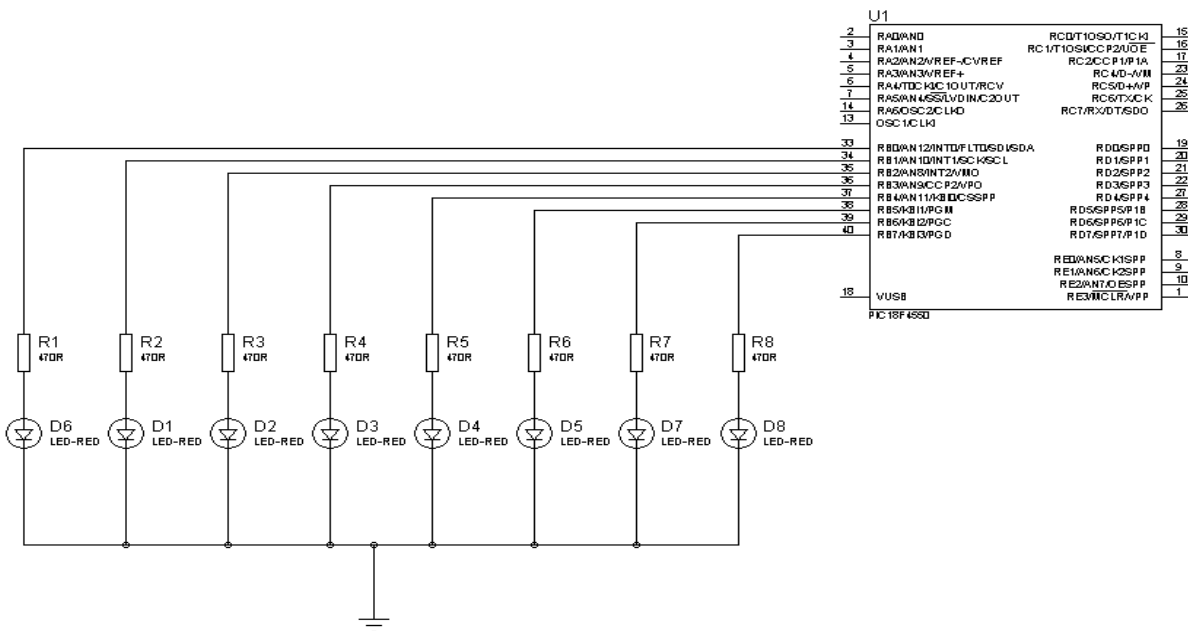 U1
2 RA0/AN0 RC0/T1OSO/T1CKI 15
3 RA1/AN1 RC1/T1OSI/CCP2/UOE 16
4 RA2/AN2/VREF-/CVREF RC2/CCP1/P1A 17
5 RA3/AN3/VREF+ RC4/D-/VM 23
6 RA4/T0CKI/C1OUT/RCV RC5/D+/VP 24
7 RA5/AN4/SS/LVDIN/C2OUT RC6/TX/CK 25
14 RA6/OSC2/CLKO RC7/RX/DT/SDO 26
13 OSC1/CLKI
33 RB0/AN12/INT0/FLT0/SDI/SDA RD0/SPP0 19
34 RB1/AN10/INT1/SCK/SCL RD1/SPP1 20
35 RB2/AN8/INT2/VMO RD2/SPP2 21
36 RB3/AN9/CCP2/VPO RD3/SPP3 22
37 RB4/AN11/KBI0/CSSPP RD4/SPP4 27
38 RB5/KBI1/PGM RD5/SPP5/P1B 28
39 RB6/KBI2/PGC RD6/SPP6/P1C 29
40 RB7/KBI3/PGD RD7/SPP7/P1D 30
RE0/AN5/CK1SPP 8
RE1/AN6/CK2SPP 9
RE2/AN7/OESPP 10
18 VUSB RE3/MCLR/VPP 1
PIC18F4550
R1 R2 R3 R4 R5 R6 R7 R8
470R 470R 470R 470R 470R 470R 470R 470R
D6 D1 D2 D3 D4 D5 D7 D8
LED-RED LED-RED LED-RED LED-RED LED-RED LED-RED LED-RED LED-RED